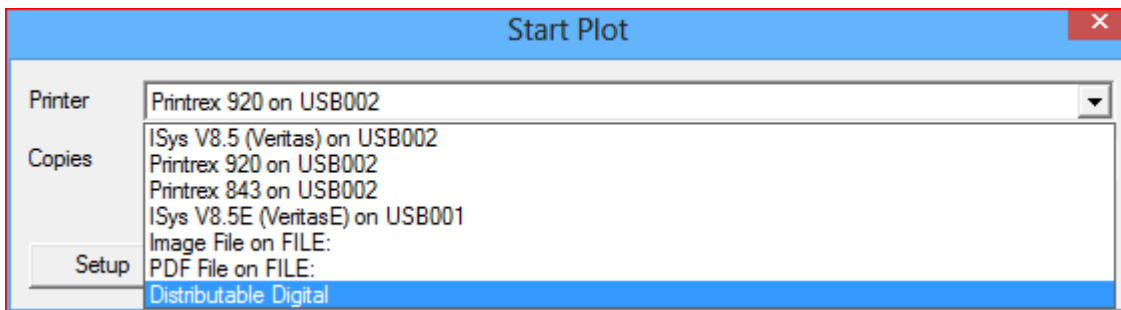 Start Plot
Printer Printrex 920 on USB002
ISys V8.5 (Veritas) on USB002
Copies Printrex 920 on USB002
Printrex 843 on USB002
ISys V8.5E (VeritasE) on USB001
Image File on FILE:
Setup PDF File on FILE:
Distributable Digital